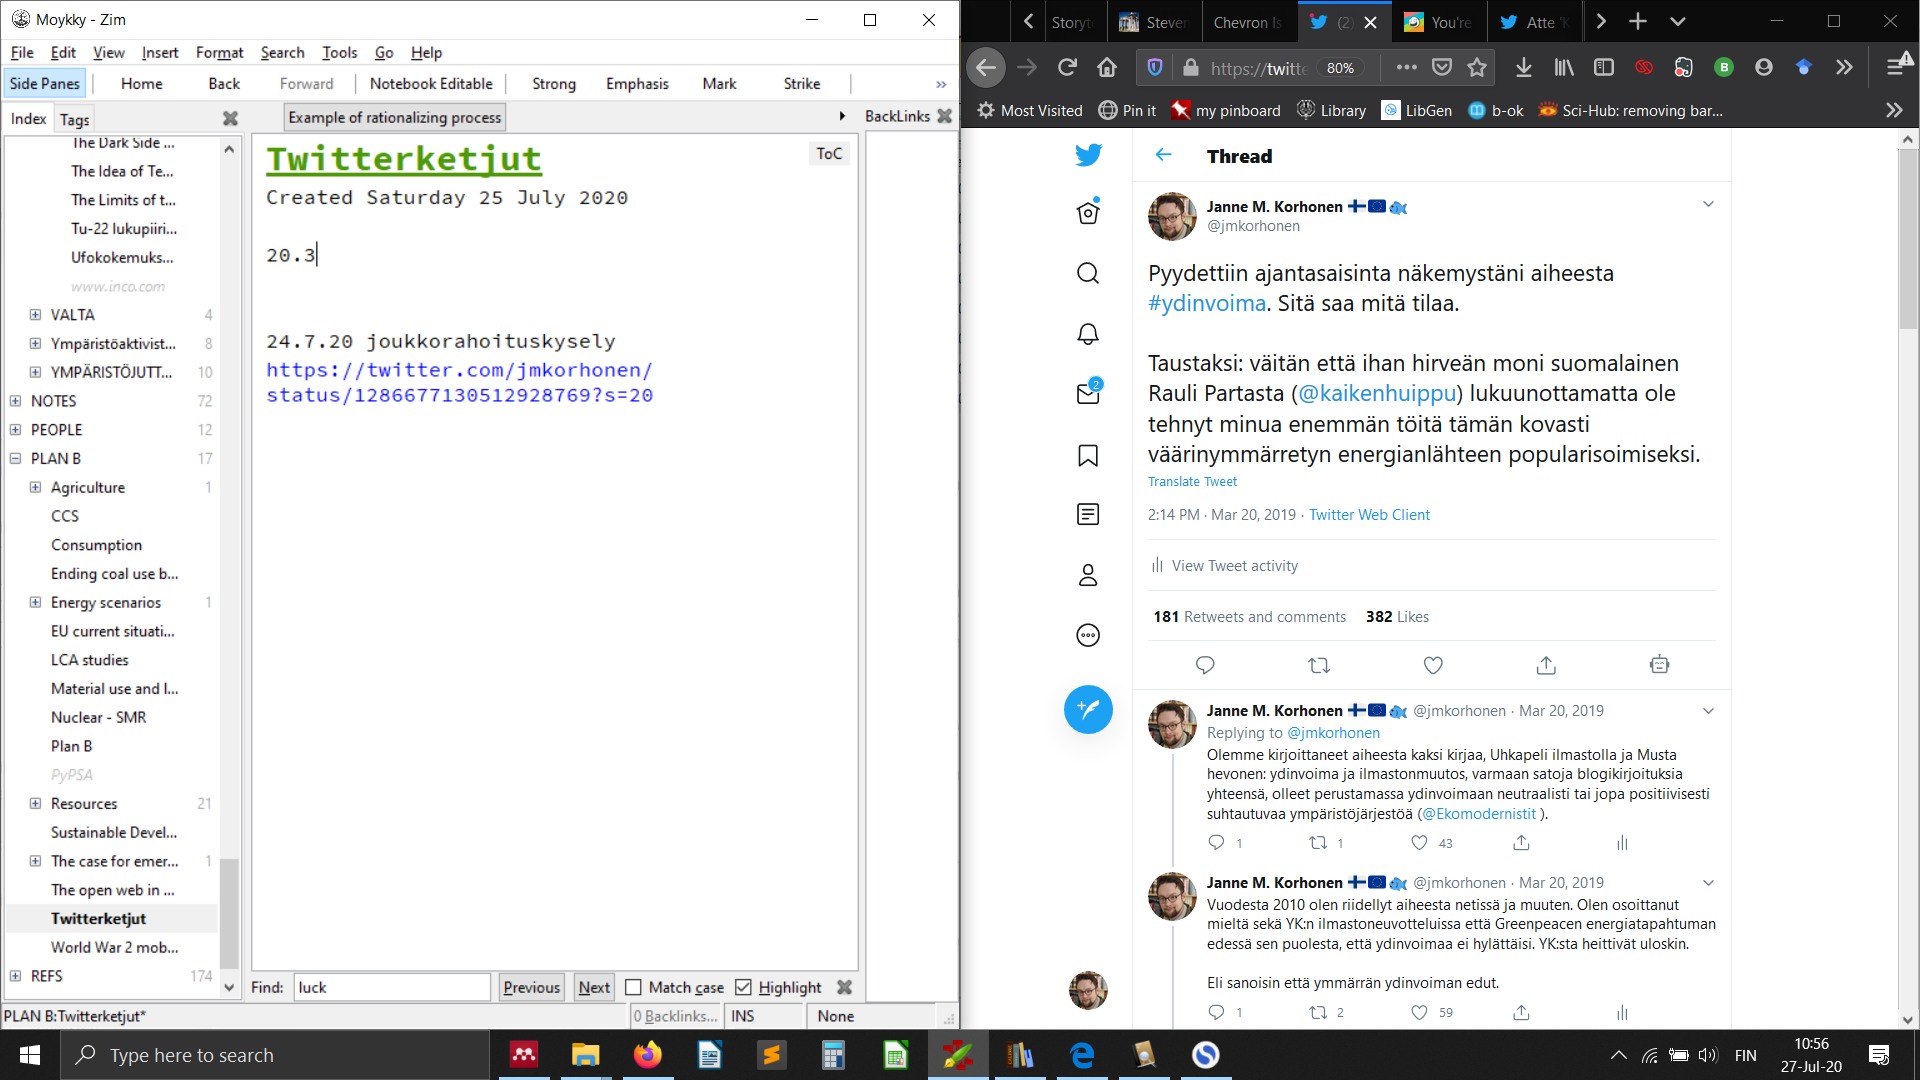 Moykky - Zim
File Edit View Insert Format Search Tools Go Help
Side Panes Home Back Forward Notebook Editable Strong Emphasis Mark Strike »
Index Tags
Example of rationalizing process
BackLinks
The Dark Side ...
The Idea of Te...
The Limits of t...
Tu-22 lukupiiri...
Ufokokemuks...
www.inco.com
VALTA 4
Ympäristöaktivist... 8
YMPÄRISTÖJUTT... 10
NOTES 72
PEOPLE 12
PLAN B 17
Agriculture 1
CCS
Consumption
Ending coal use b...
Energy scenarios 1
EU current situati...
LCA studies
Material use and l...
Nuclear - SMR
Plan B
PyPSA
Resources 21
Sustainable Devel...
The case for emer... 1
The open web in ...
Twitterketjut
World War 2 mob...
REFS 174
Twitterketjut
ToC
Created Saturday 25 July 2020
20.3
24.7.20 joukkorahoituskysely
https://twitter.com/jmkorhonen/
status/1286677130512928769?s=20
Find: luck Previous Next Match case Highlight
PLAN B:Twitterketjut* 0 Backlinks... INS None
Storyt Steven Chevron Is (2) You're Atte 'K
https://twitte 80%
Most Visited Pin it my pinboard Library LibGen b-ok Sci-Hub: removing bar...
Thread
Janne M. Korhonen
@jmkorhonen
Pyydettiin ajantasaisinta näkemystäni aiheesta
#ydinvoima. Sitä saa mitä tilaa.
Taustaksi: väitän että ihan hirveän moni suomalainen
Rauli Partasta (@kaikenhuippu) lukuunottamatta ole
tehnyt minua enemmän töitä tämän kovasti
väärinymmärretyn energianlähteen popularisoimiseksi.
Translate Tweet
2:14 PM · Mar 20, 2019 · Twitter Web Client
View Tweet activity
181 Retweets and comments 382 Likes
2
Janne M. Korhonen @jmkorhonen · Mar 20, 2019
Replying to @jmkorhonen
Olemme kirjoittaneet aiheesta kaksi kirjaa, Uhkapeli ilmastolla ja Musta
hevonen: ydinvoima ja ilmastonmuutos, varmaan satoja blogikirjoituksia
yhteensä, olleet perustamassa ydinvoimaan neutraalisti tai jopa positiivisesti
suhtautuvaa ympäristöjärjestöä (@Ekomodernistit ).
1 1 43
Janne M. Korhonen @jmkorhonen · Mar 20, 2019
Vuodesta 2010 olen riidellyt aiheesta netissä ja muuten. Olen osoittanut
mieltä sekä YK:n ilmastoneuvotteluissa että Greenpeacen energiatapahtuman
edessä sen puolesta, että ydinvoimaa ei hylättäisi. YK:sta heittivät uloskin.
Eli sanoisin että ymmärrän ydinvoiman edut.
1 2 59
Type here to search
FIN
10:56
27-Jul-20